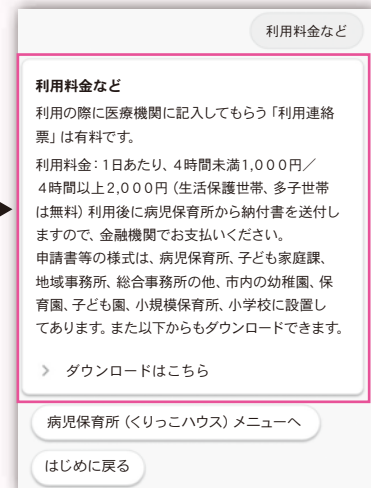 利用料金など
利用料金など
利用の際に医療機関に記入してもらう「利用連絡
票」は有料です。
利用料金：1日あたり、4時間未満1,000円／
4時間以上2,000円（生活保護世帯、多子世帯
は無料）利用後に病児保育所から納付書を送付し
ますので、金融機関でお支払いください。
申請書等の様式は、病児保育所、子ども家庭課、
地域事務所、総合事務所の他、市内の幼稚園、保
育園、子ども園、小規模保育所、小学校に設置し
てあります。また以下からもダウンロードできます。
> ダウンロードはこちら
病児保育所（くりっこハウス）メニューへ
はじめに戻る